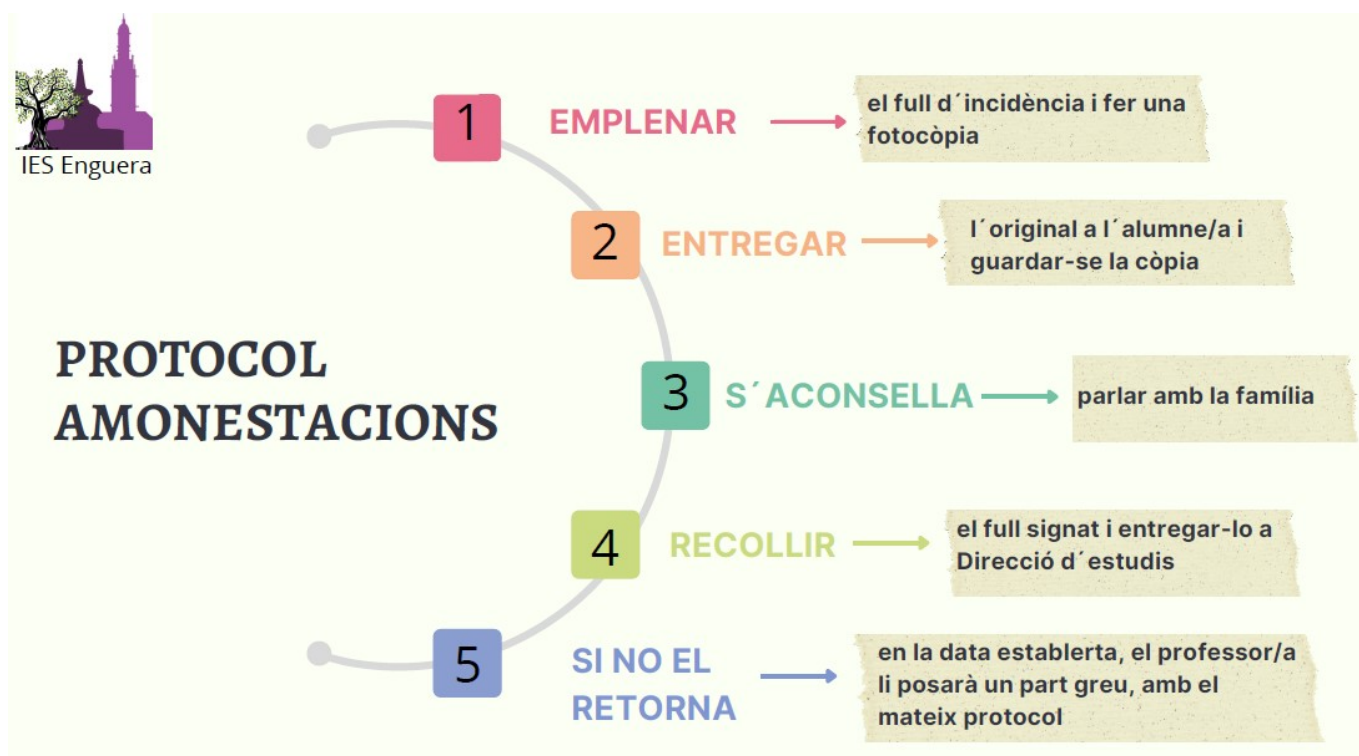 IES Enguera
PROTOCOL
AMONESTACIONS
1
EMPLENAR
el full d´incidència i fer una
fotocòpia
2
ENTREGAR
l´original a l´alumne/a i
guardar-se la còpia
3
S´ACONSELLA
parlar amb la família
4
RECOLLIR
el full signat i entregar-lo a
Direcció d´estudis
5
SI NO EL
RETORNA
en la data establerta, el professor/a
li posarà un part greu, amb el
mateix protocol